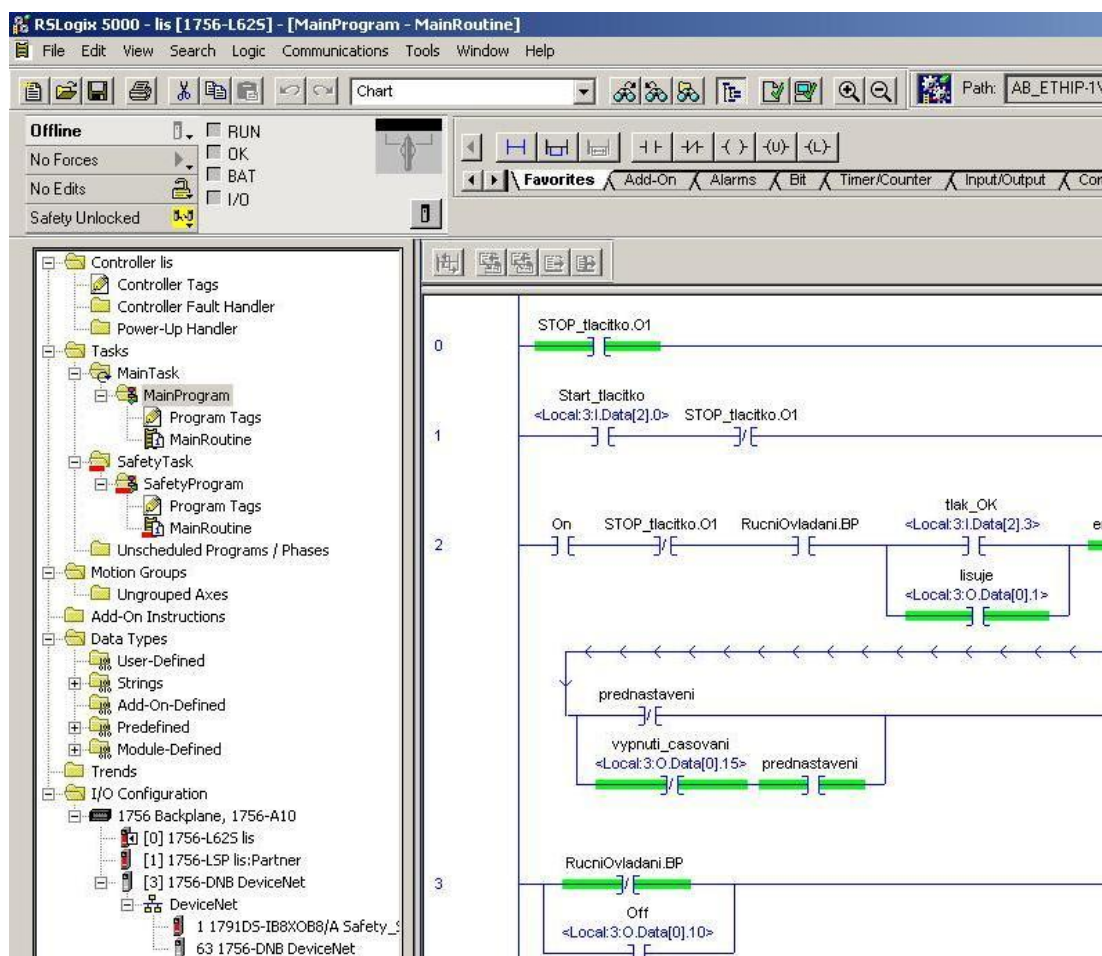 RSLogix 5000 - lis [1756-L62S] - [MainProgram - MainRoutine]
File Edit View Search Logic Communications Tools Window Help
Chart
Path: AB_ETHIP-1\
Offline
RUN
No Forces
OK
BAT
No Edits
I/O
Safety Unlocked
Favorites Add-On Alarms Bit Timer/Counter Input/Output
Controller lis
Controller Tags
Controller Fault Handler
Power-Up Handler
Tasks
MainTask
MainProgram
Program Tags
MainRoutine
SafetyTask
SafetyProgram
Program Tags
MainRoutine
Unscheduled Programs / Phases
Motion Groups
Ungrouped Axes
Add-On Instructions
Data Types
User-Defined
Strings
Add-On-Defined
Predefined
Module-Defined
Trends
I/O Configuration
1756 Backplane, 1756-A10
[0] 1756-L62S lis
[1] 1756-LSP lis:Partner
[3] 1756-DNB DeviceNet
DeviceNet
1 1791DS-IB8XOB8/A Safety_
63 1756-DNB DeviceNet
0
STOP_tlacitko.O1
1
Start_tlacitko
<Local:3:I.Data[2].0>
STOP_tlacitko.O1
2
On
STOP_tlacitko.O1
RucniOvladani.BP
tlak_OK
<Local:3:I.Data[2].3>
lisuje
<Local:3:O.Data[0].1>
prednastaveni
vypnuti_casovani
<Local:3:O.Data[0].15>
prednastaveni
3
RucniOvladani.BP
Off
<Local:3:O.Data[0].10>